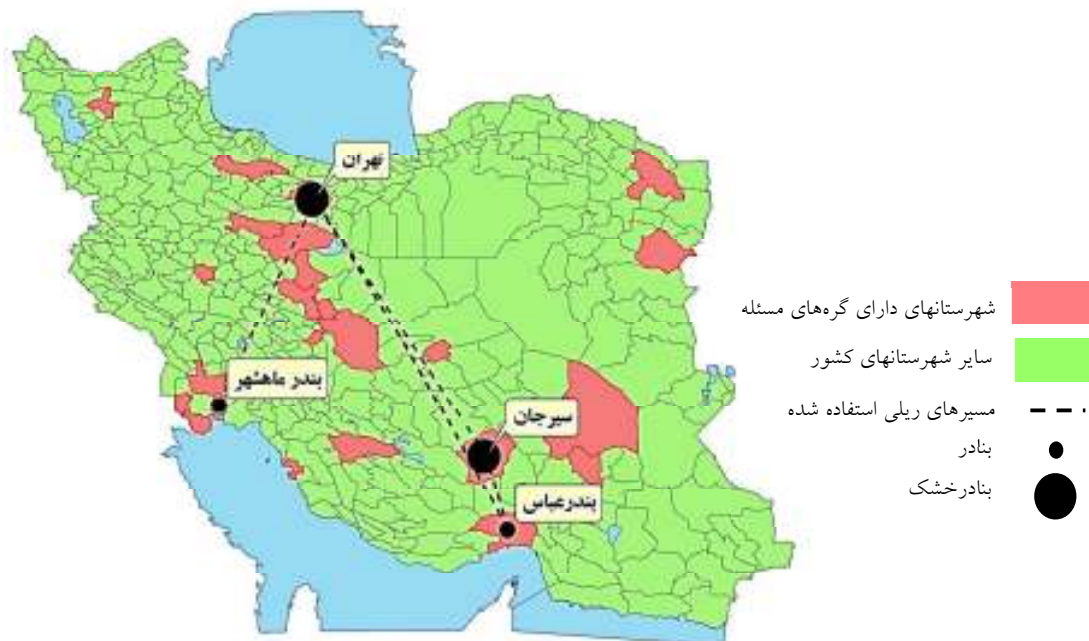 تهران
بندر ماهشهر
سیرجان
بندرعباس
شهرستانهای دارای گره‌های مسئله
سایر شهرستانهای کشور
مسیرهای ریلی استفاده شده
بنادر
بنادرخشک